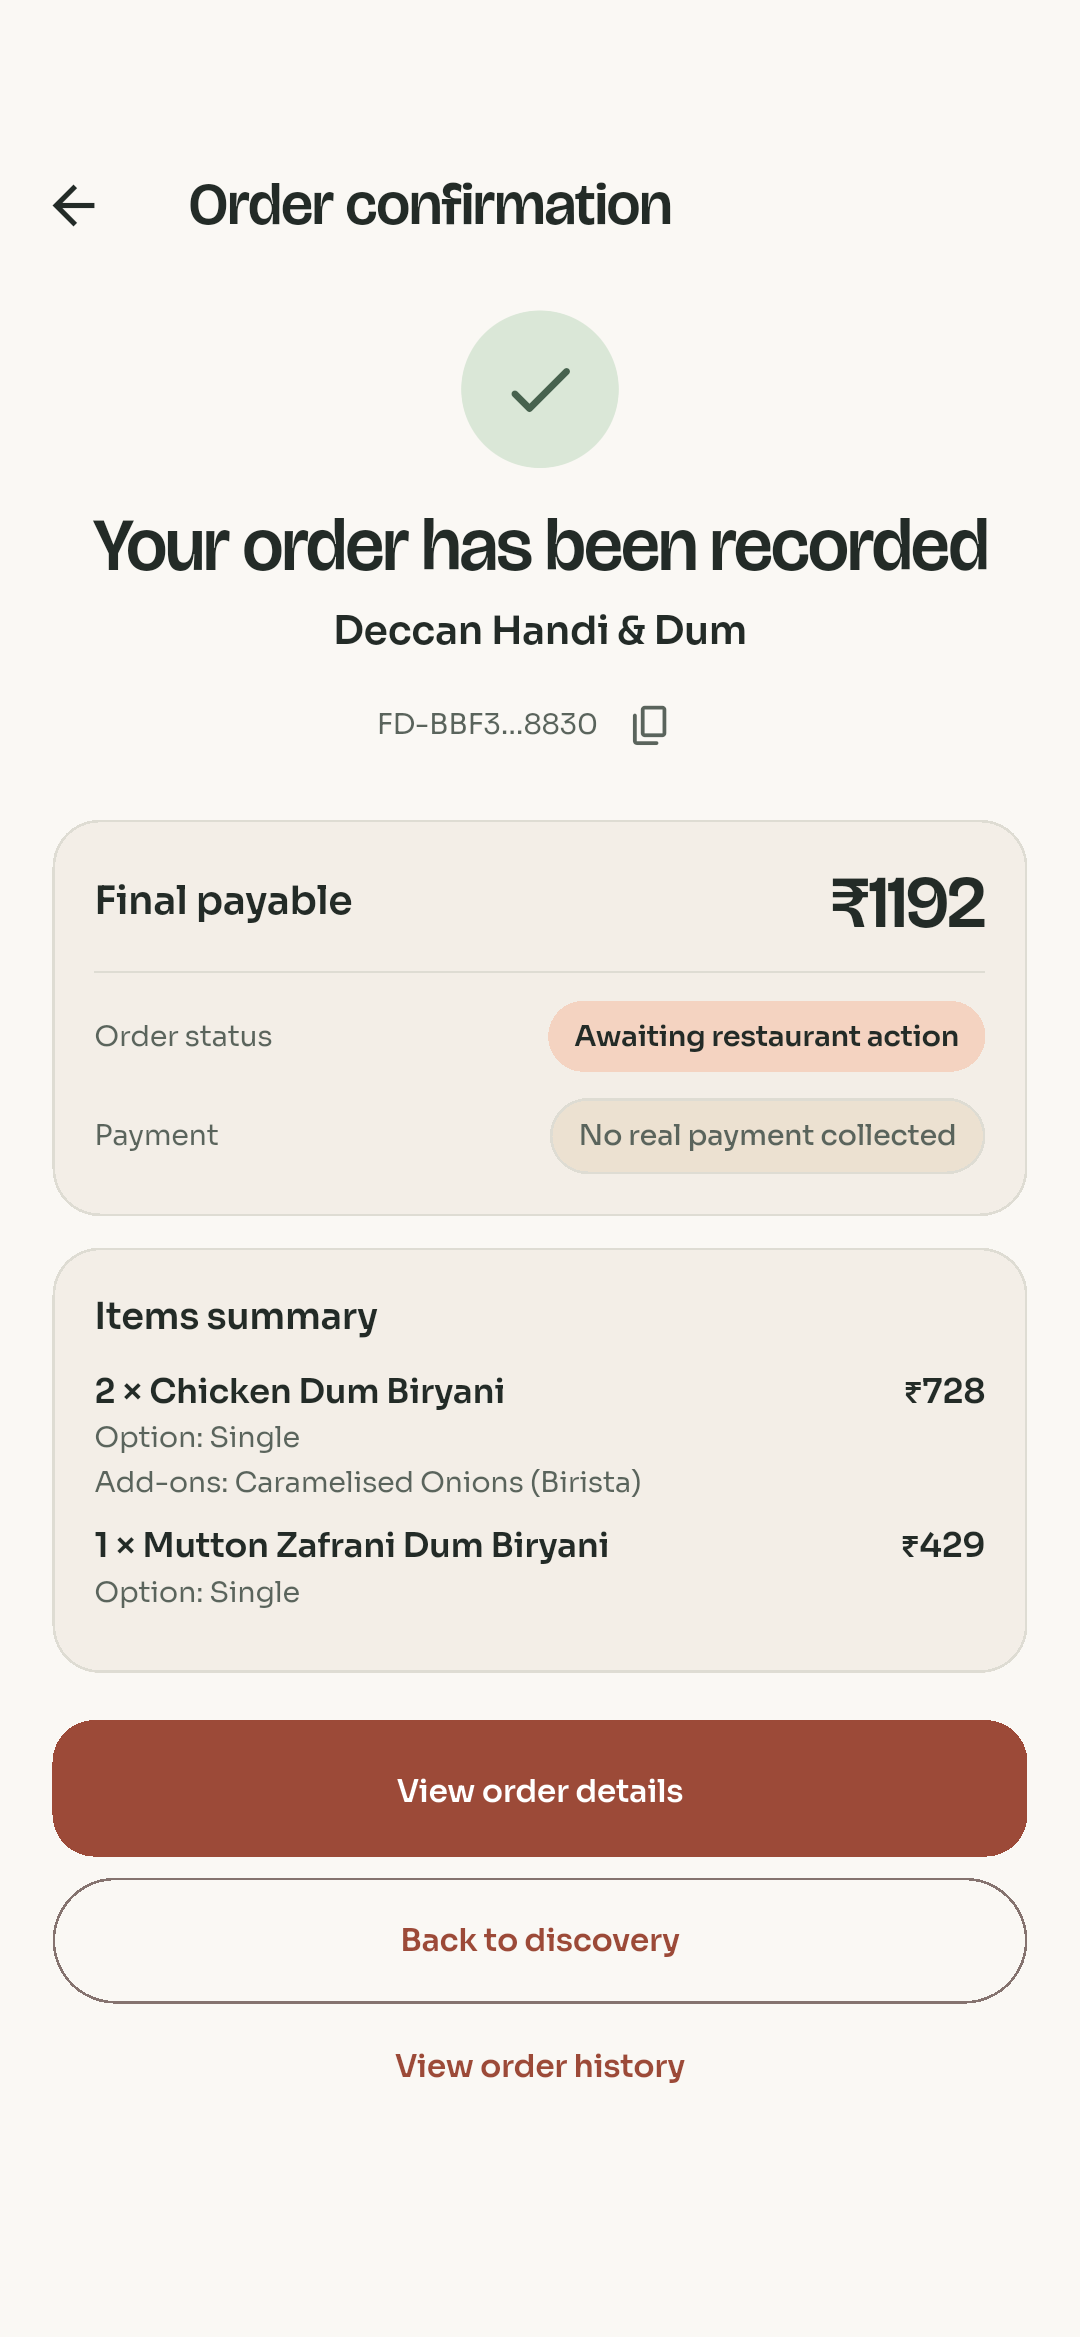 Order confirmation
Your order has been recorded
Deccan Handi & Dum
FD-BBF3...8830
Final payable ₹1192
Order status Awaiting restaurant action
Payment No real payment collected
Items summary
2 × Chicken Dum Biryani ₹728
Option: Single
Add-ons: Caramelised Onions (Birista)
1 × Mutton Zafrani Dum Biryani ₹429
Option: Single
View order details
Back to discovery
View order history